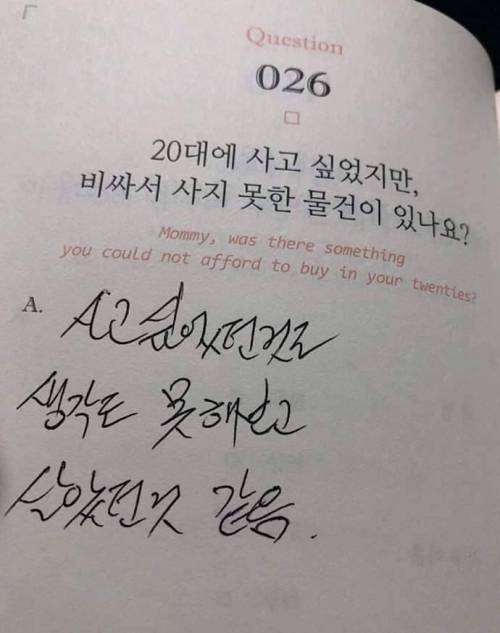 Question
026
20대에 사고 싶었지만,
비싸서 사지 못한 물건이 있나요?
Mommy, was there something
you could not afford to buy in your twenties?
A. 사고싶었던것도
생각도 못해보고
살았던것 같음.